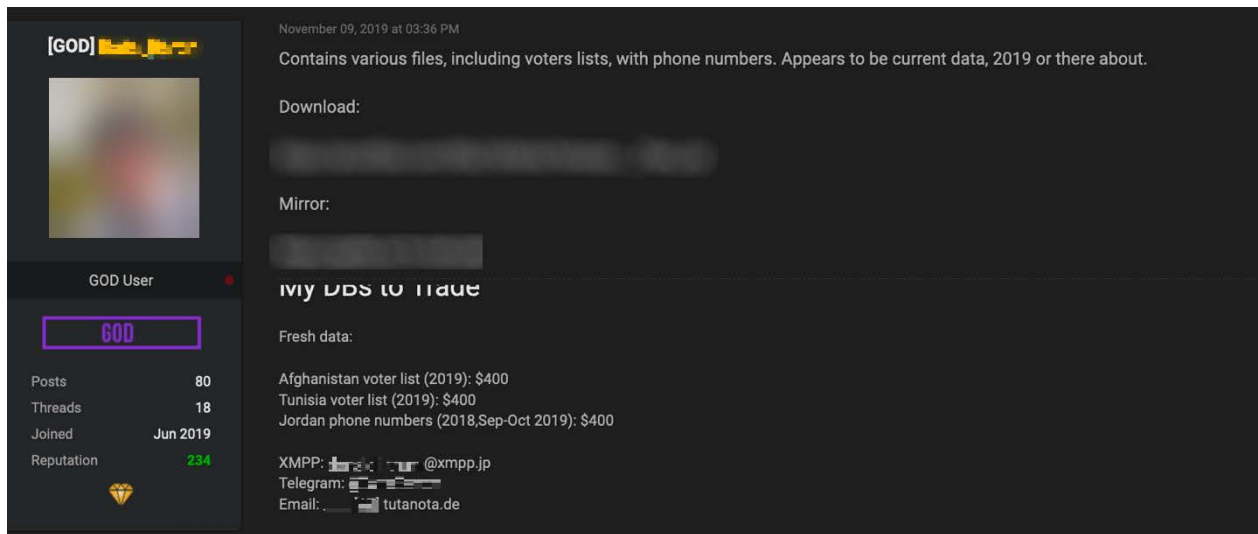 [GOD]
GOD User
GOD
Posts 80
Threads 18
Joined Jun 2019
Reputation 234
November 09, 2019 at 03:36 PM
Contains various files, including voters lists, with phone numbers. Appears to be current data, 2019 or there about.
Download:
Mirror:
My DBs to Trade
Fresh data:
Afghanistan voter list (2019): $400
Tunisia voter list (2019): $400
Jordan phone numbers (2018,Sep-Oct 2019): $400
XMPP: @xmpp.jp
Telegram:
Email: tutanota.de